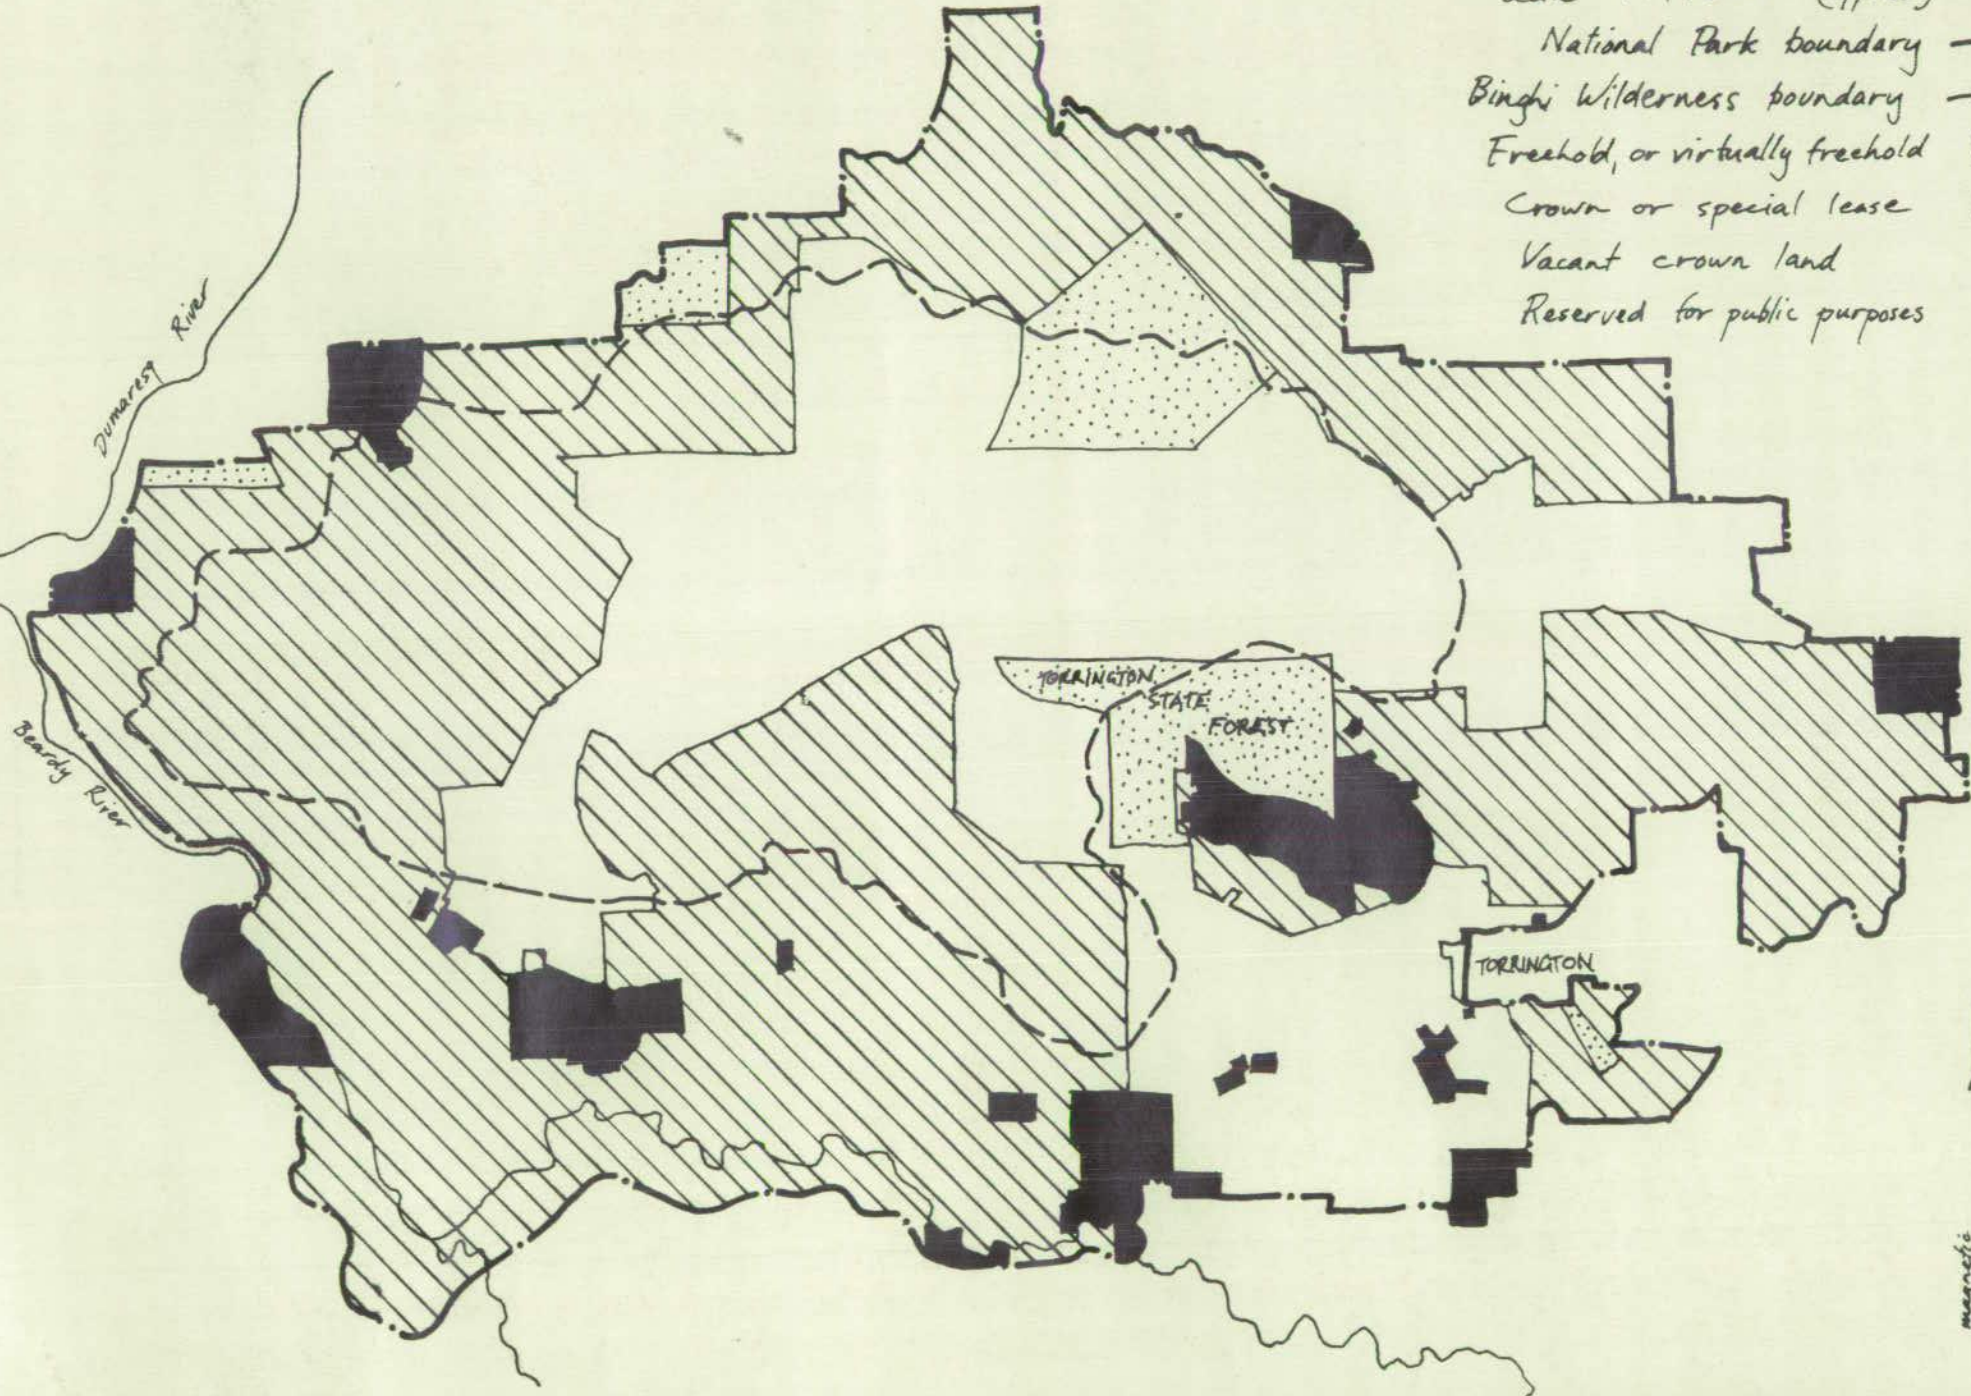 National Park boundary
Binghi Wilderness boundary
Freehold, or virtually freehold
Crown or special lease
Vacant crown land
Reserved for public purposes
Dumaresq River
Beardy River
TORRINGTON
STATE
FOREST
TORRINGTON
magnetic